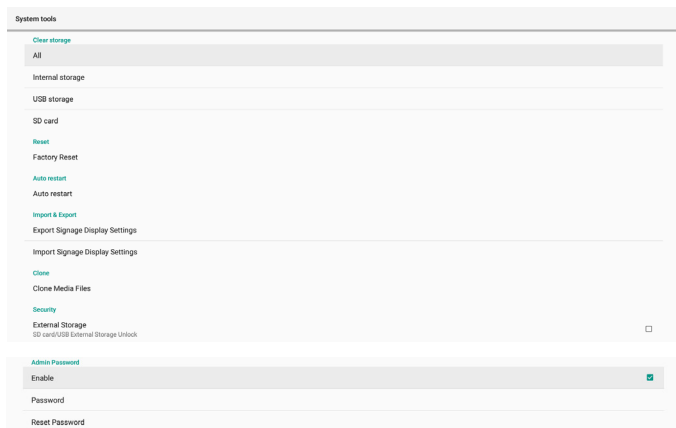 System tools
Clear storage
All
Internal storage
USB storage
SD card
Reset
Factory Reset
Auto restart
Auto restart
Import & Export
Export Signage Display Settings
Import Signage Display Settings
Clone
Clone Media Files
Security
External Storage
SD card/USB External Storage Unlock
Admin Password
Enable
Password
Reset Password